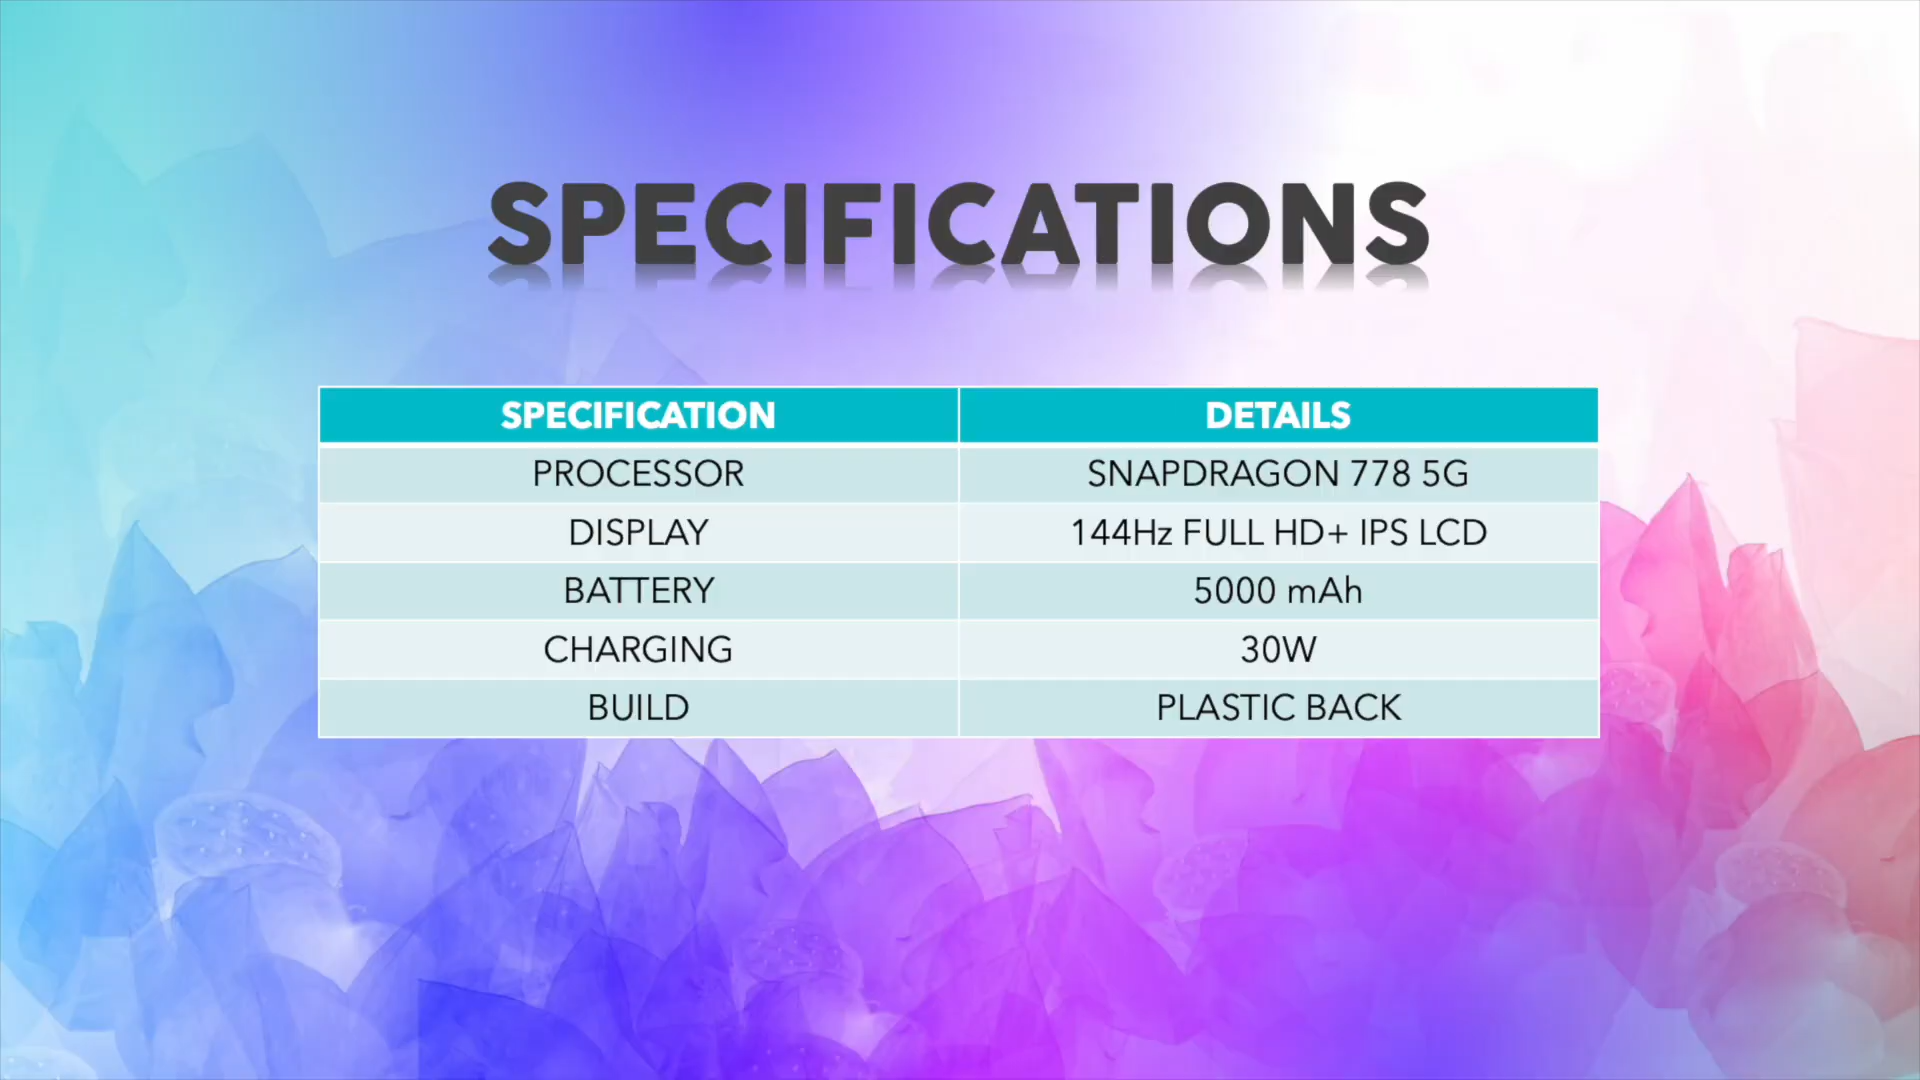 SPECIFICATIONS
SPECIFICATION DETAILS
PROCESSOR SNAPDRAGON 778 5G
DISPLAY 144Hz FULL HD+ IPS LCD
BATTERY 5000 mAh
CHARGING 30W
BUILD PLASTIC BACK